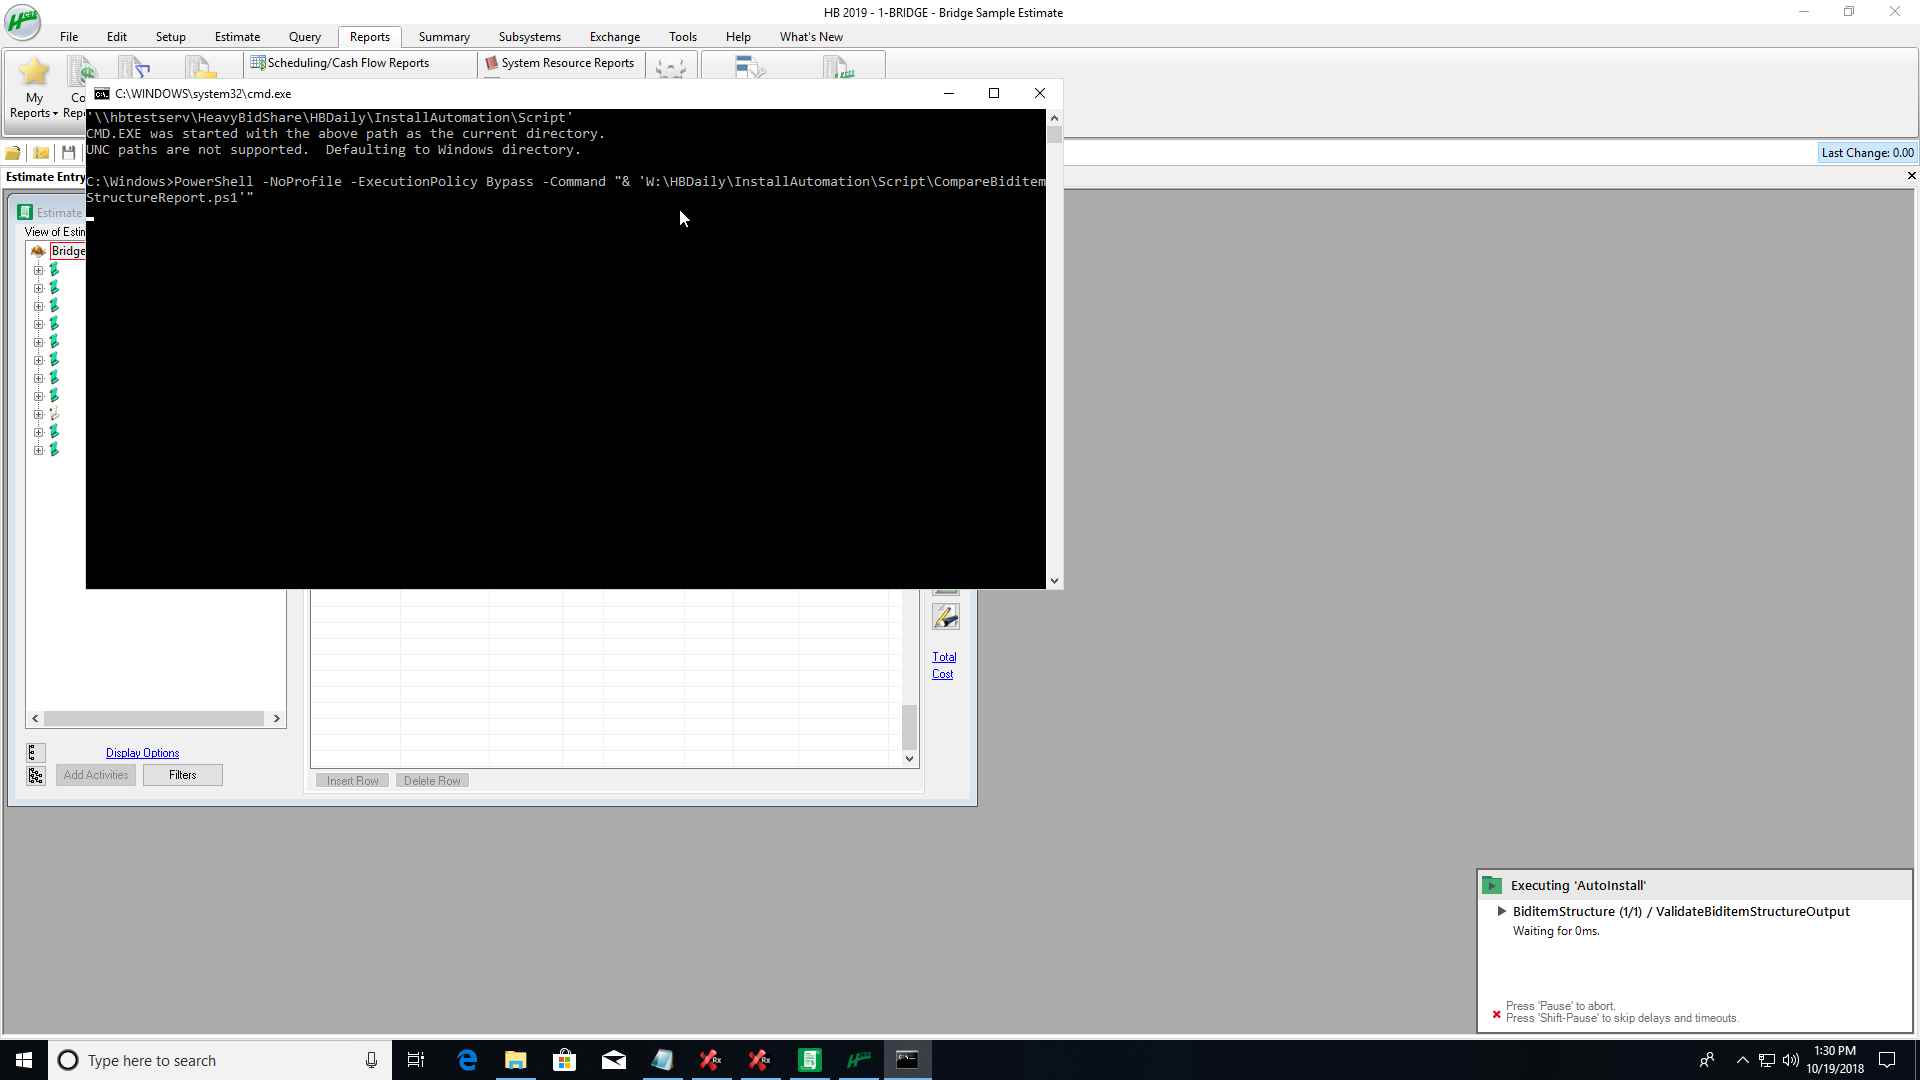 HB 2019 - 1-BRIDGE - Bridge Sample Estimate
File Edit Setup Estimate Query Reports Summary Subsystems Exchange Tools Help What's New
Scheduling/Cash Flow Reports
System Resource Reports
My
Reports
Co
Repo
C:\WINDOWS\system32\cmd.exe
'\\hbtestserv\HeavyBidShare\HBDaily\InstallAutomation\Script'
CMD.EXE was started with the above path as the current directory.
UNC paths are not supported.  Defaulting to Windows directory.
C:\Windows>PowerShell -NoProfile -ExecutionPolicy Bypass -Command "& 'W:\HBDaily\InstallAutomation\Script\CompareBiditem
StructureReport.ps1'"
Last Change: 0.00
Estimate Entry
Estimate
View of Estim
Bridge
Total
Cost
Display Options
Add Activities Filters
Insert Row Delete Row
Executing 'AutoInstall'
BiditemStructure (1/1) / ValidateBiditemStructureOutput
Waiting for 0ms.
Press 'Pause' to abort.
Press 'Shift-Pause' to skip delays and timeouts.
Type here to search
1:30 PM
10/19/2018